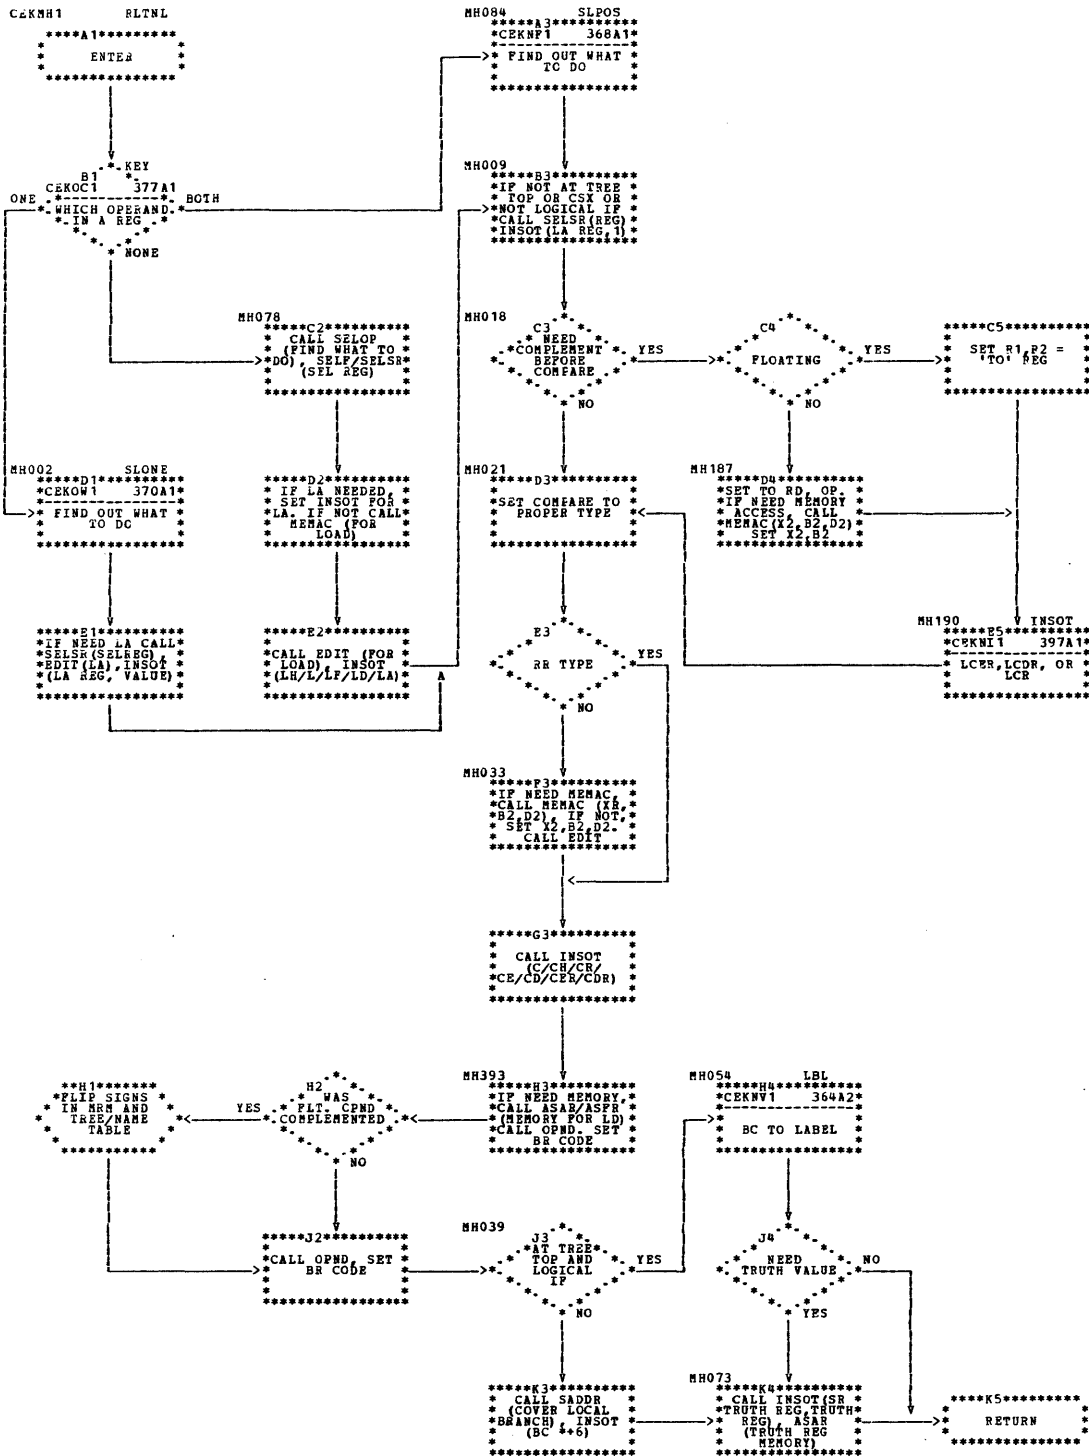 CEKMH1 RLTNL
A1
ENTER
MH084 SLPOS
A3
CEKNF1 368A1
FIND OUT WHAT
TO DO
KEY
B1
CEKOC1 377A1
ONE
WHICH OPERAND
IN A REG
BOTH
NONE
MH009
B3
IF NOT AT TREE
TOP OR CSX OR
NOT LOGICAL IF
CALL SELSR(REG)
INSOT(LA REG,1)
MH078
C2
CALL SELOP
(FIND WHAT TO
DO), SELF/SELSR
(SEL REG)
MH018
C3
NEED
COMPLEMENT
BEFORE
COMPARE
YES
NO
C4
FLOATING
YES
NO
C5
SET R1,R2 =
'TO' REG
MH002 SLONE
D1
CEKOW1 370A1
FIND OUT WHAT
TO DO
D2
IF LA NEEDED,
SET INSOT FOR
LA. IF NOT CALL
MEMAC (FOR
LOAD)
MH021
D3
SET COMPARE TO
PROPER TYPE
MH187
D4
SET TO RD, OP.
IF NEED MEMORY
ACCESS, CALL
MEMAC(X2,B2,D2)
SET X2,B2
E1
IF NEED LA CALL
SELSR(SELREG),
EDIT(LA),INSOT
(LA REG, VALUE)
E2
CALL EDIT (FOR
LOAD), INSOT
(LH/L/LF/LD/LA)
E3
RR TYPE
YES
NO
MH190 INSOT
E5
CEKNI1 397A1
LCER,LCDR, OR
LCR
MH033
F3
IF NEED MEMAC,
CALL MEMAC (XR,
B2,D2), IF NOT,
SET X2,B2,D2.
CALL EDIT
G3
CALL INSOT
(C/CH/CR/
CE/CD/CER/CDR)
H1
FLIP SIGNS
IN MRM AND
TREE/NAME
TABLE
H2
WAS
FLT. CPND
COMPLEMENTED
YES
NO
MH393
H3
IF NEED MEMORY,
CALL ASAR/ASFR
(MEMORY FOR LD)
CALL OPND. SET
BR CODE
MH054 LBL
H4
CEKNV1 364A2
BC TO LABEL
J2
CALL OPND, SET
BR CODE
MH039
J3
AT TREE
TOP AND
LOGICAL
IF
YES
NO
J4
NEED
TRUTH VALUE
NO
YES
K3
CALL SADDR
(COVER LOCAL
BRANCH), INSOT
(BC *+6)
MH073
K4
CALL INSOT(SR
TRUTH REG,TRUTH
REG), ASAR
(TRUTH REG
MEMORY)
K5
RETURN